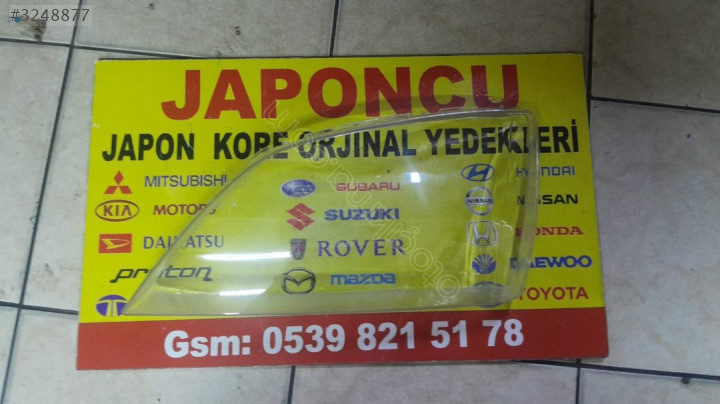 #3248877
JAPONCU
JAPON KORE ORJINAL YEDEKLERİ
MITSUBISHI SUBARU HYUNDAI
KIA MOTORS SUZUKI NISSAN NISSAN
DAIHATSU ROVER HONDA
proton mazda DAEWOO
TOYOTA
Gsm: 0539 821 51 78